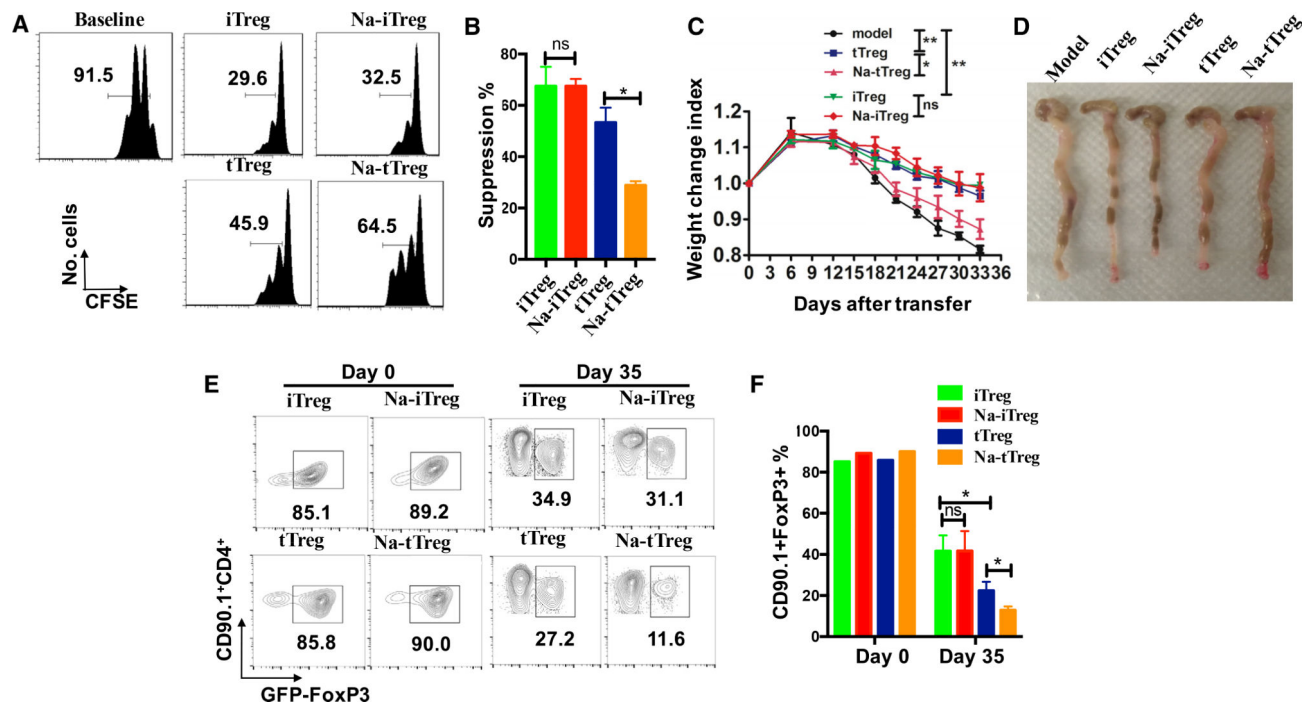 A
Baseline
iTreg
Na-iTreg
91.5
29.6
32.5
tTreg
Na-tTreg
45.9
64.5
No. cells
CFSE
B
Suppression %
80
60
40
20
0
ns
*
iTreg
Na-iTreg
tTreg
Na-tTreg
C
model
tTreg
Na-tTreg
iTreg
Na-iTreg
**
*
**
ns
Weight change index
1.2
1.1
1.0
0.9
0.8
0 3 6 9 12 15 18 21 24 27 30 33 36
Days after transfer
D
Model
iTreg
Na-iTreg
tTreg
Na-tTreg
E
Day 0
Day 35
iTreg
Na-iTreg
iTreg
Na-iTreg
85.1
89.2
34.9
31.1
tTreg
Na-tTreg
tTreg
Na-tTreg
85.8
90.0
27.2
11.6
CD90.1+CD4⁺
GFP-FoxP3
F
iTreg
Na-iTreg
tTreg
Na-tTreg
CD90.1+FoxP3+ %
100
80
60
40
20
0
ns
*
*
Day 0
Day 35